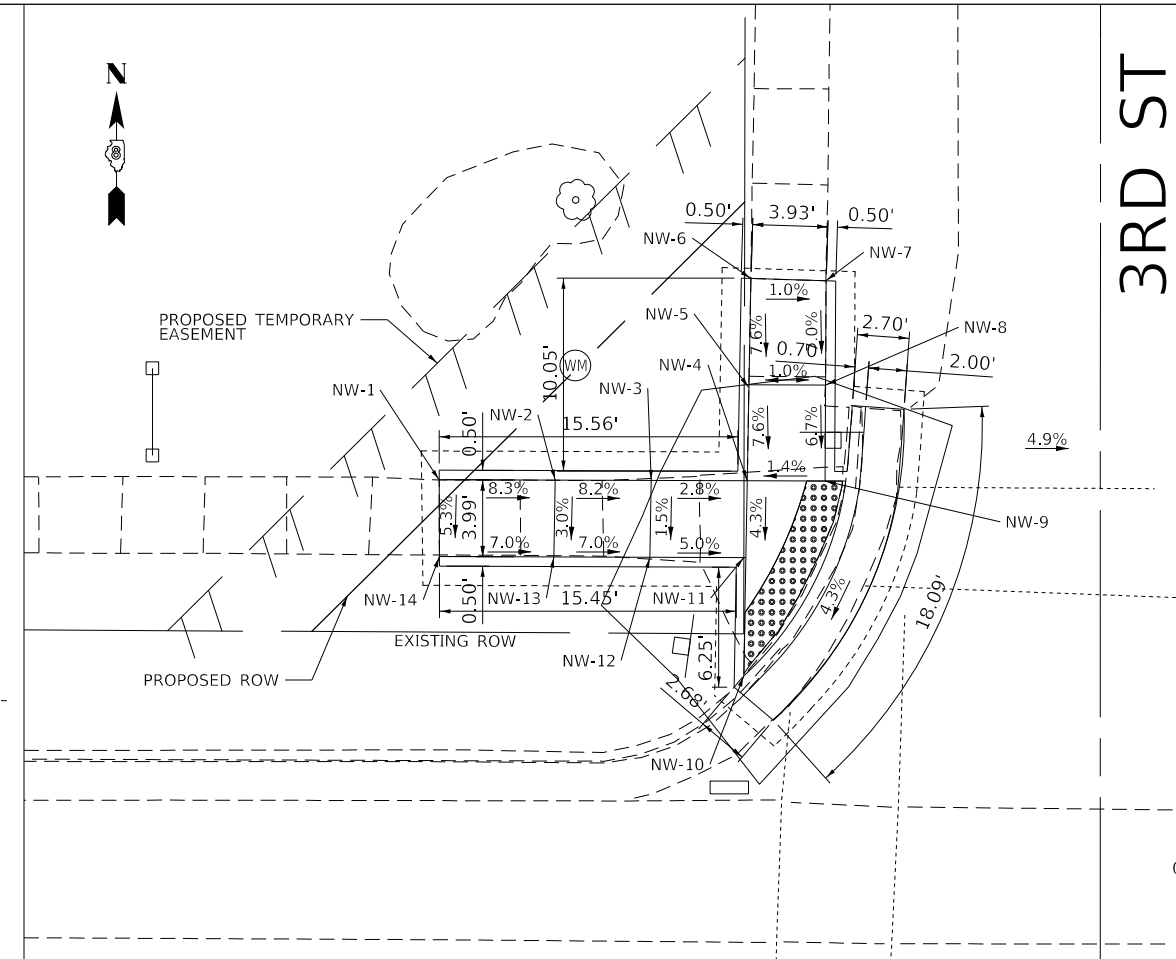 N
3RD ST
0.50'
3.93'
0.50'
NW-6
NW-7
1.0%
NW-5
7.6%
2.70'
NW-8
PROPOSED TEMPORARY
EASEMENT
10.05'
WM
NW-4
0.70'
2.00'
1.0%
NW-1
NW-2
NW-3
0.50'
15.56'
7.6%
6.7%
4.9%
1.4%
8.3%
8.2%
2.8%
5.3%
3.99'
3.0%
1.5%
4.3%
NW-9
7.0%
7.0%
5.0%
NW-14
0.50'
NW-13
15.45'
NW-11
4.3%
18.09'
EXISTING ROW
NW-12
6.25'
PROPOSED ROW
2.68'
NW-10